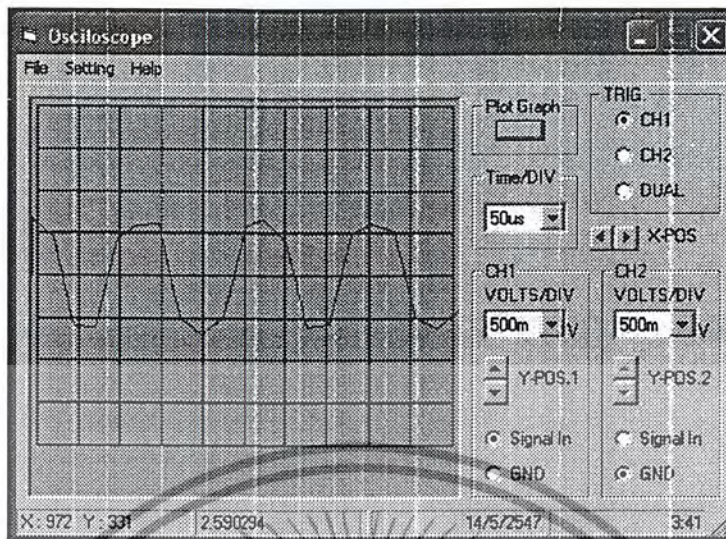 Osciloscope
File Setting Help
Plot Graph
TRIG.
CH1
CH2
DUAL
Time/DIV
50us
X-POS
CH1
VOLTS/DIV
500m V
Y-POS.1
Signal In
GND
CH2
VOLTS/DIV
500m V
Y-POS.2
Signal In
GND
X : 972 Y : 331 2.590294 14/5/2547 3:41